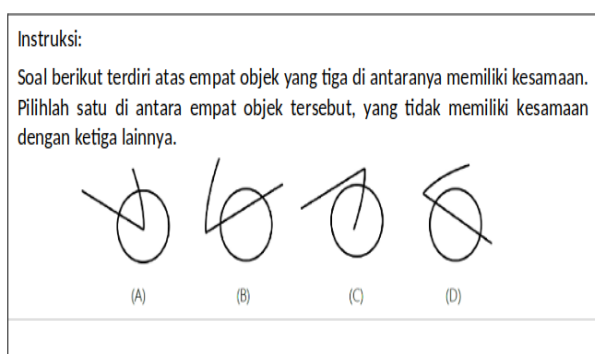 Instruksi:
Soal berikut terdiri atas empat objek yang tiga di antaranya memiliki kesamaan.
Pilihlah satu di antara empat objek tersebut, yang tidak memiliki kesamaan
dengan ketiga lainnya.
(A) (B) (C) (D)